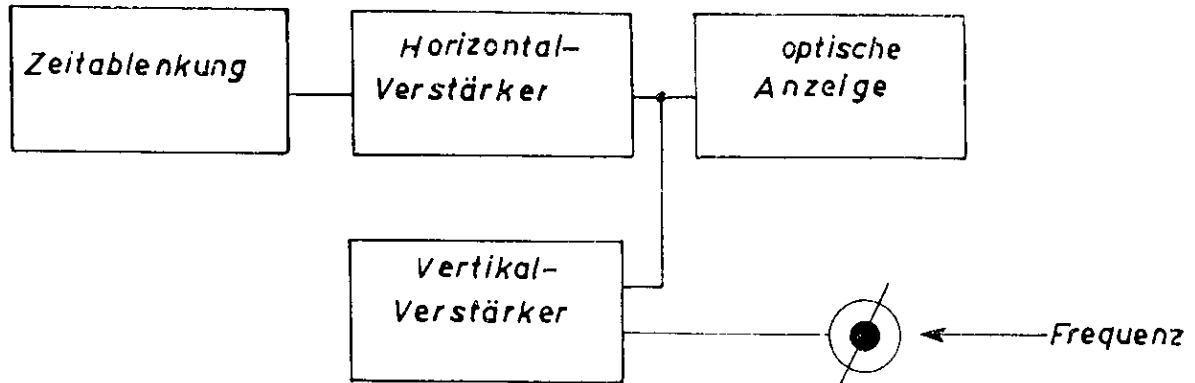 Zeitablenkung
Horizontal-
Verstärker
optische
Anzeige
Vertikal-
Verstärker
Frequenz